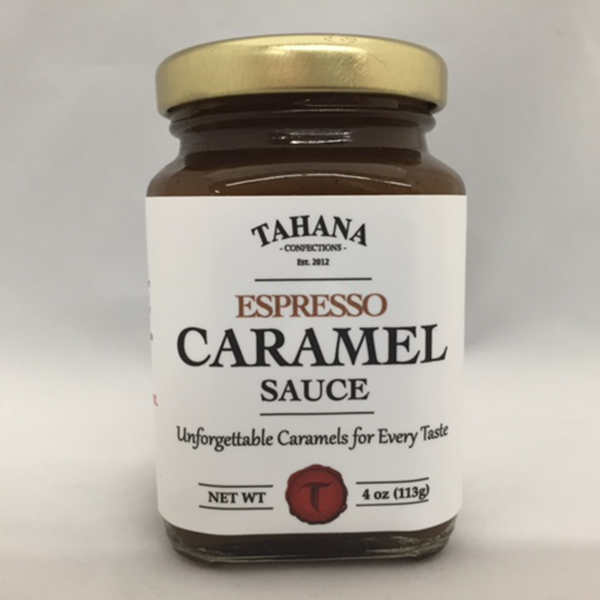 TAHANA
- CONFECTIONS -
EST. 2012
ESPRESSO
CARAMEL
SAUCE
Unforgettable Caramels for Every Taste
NET WT T 4 oz (113g)